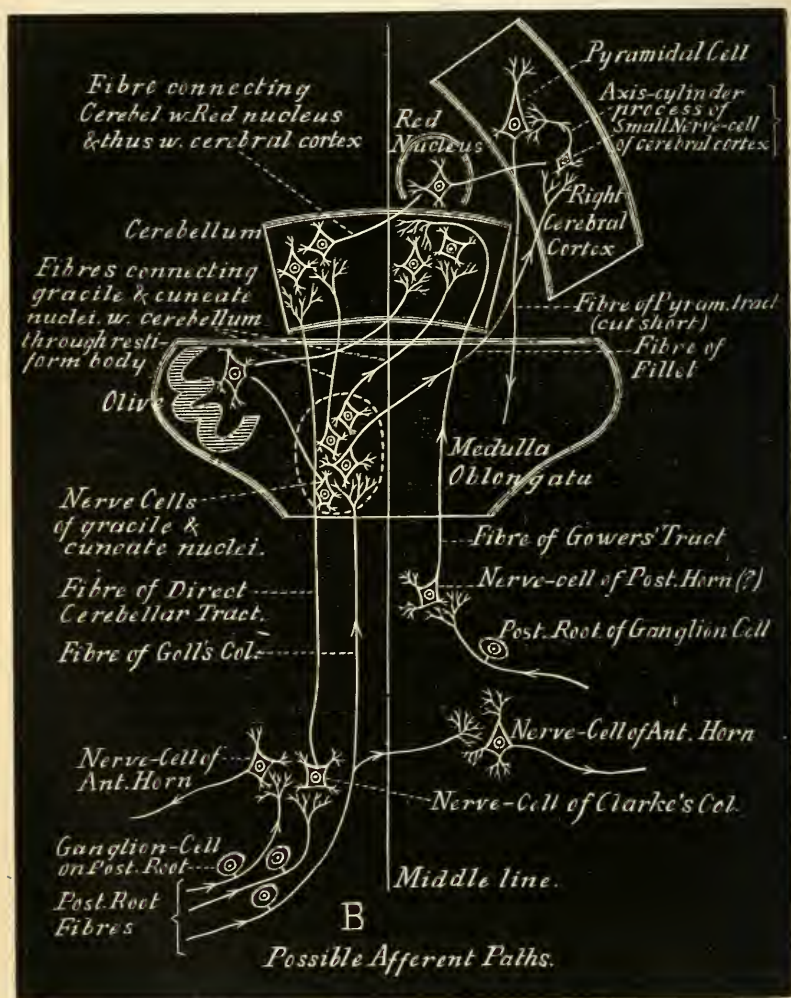 Pyramidal Cell
Axis-cylinder
process of
Small Nerve-cell
of cerebral cortex
Fibre connecting
Cerebel w. Red nucleus
& thus w. cerebral cortex
Red
Nucleus
Right
Cerebral
Cortex
Cerebellum
Fibres connecting
gracile & cuneate
nuclei. w. cerebellum
through resti-
form body
Fibre of Pyram. tract
(cut short)
Fibre of
Fillet
Olive
Medulla
Oblongata
Nerve Cells
of gracile &
cuneate nuclei.
Fibre of Gowers' Tract
Nerve-cell of Post. Horn (?)
Fibre of Direct
Cerebellar Tract.
Post. Root of Ganglion Cell
Fibre of Goll's Col.
Nerve-Cell of Ant. Horn
Nerve-Cell of
Ant. Horn
Nerve-Cell of Clarke's Col.
Ganglion-Cell
on Post. Root
Post. Root
Fibres
Middle line.
B
Possible Afferent Paths.